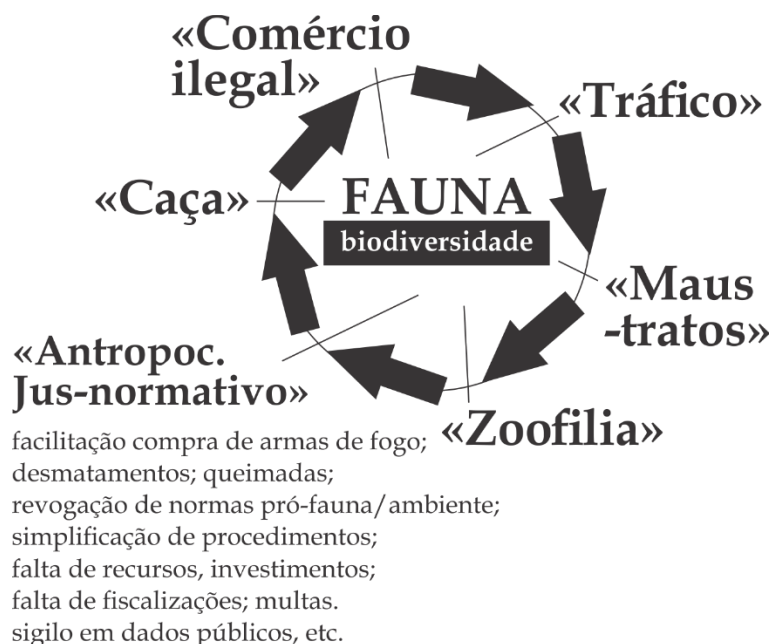 «Comércio
ilegal»
«Tráfico»
«Caça»
FAUNA
biodiversidade
«Maus
-tratos»
«Antropoc.
Jus-normativo»
«Zoofilia»
facilitação compra de armas de fogo;
desmatamentos; queimadas;
revogação de normas pró-fauna/ambiente;
simplificação de procedimentos;
falta de recursos, investimentos;
falta de fiscalizações; multas.
sigilo em dados públicos, etc.